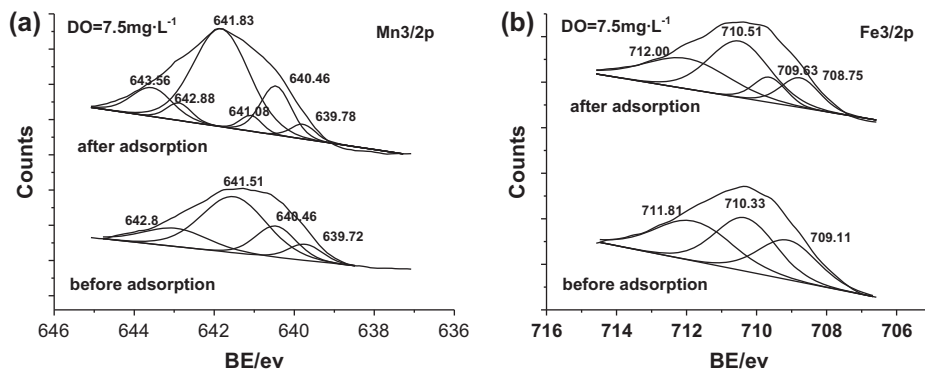 (a)
DO=7.5mg·L⁻¹
641.83
Mn3/2p
643.56
640.46
642.88
641.08
639.78
after adsorption
641.51
642.8
640.46
639.72
before adsorption
Counts
646 644 642 640 638 636
BE/ev
(b)
DO=7.5mg·L⁻¹
710.51
Fe3/2p
712.00
709.63
708.75
after adsorption
710.33
711.81
709.11
before adsorption
Counts
716 714 712 710 708 706
BE/ev